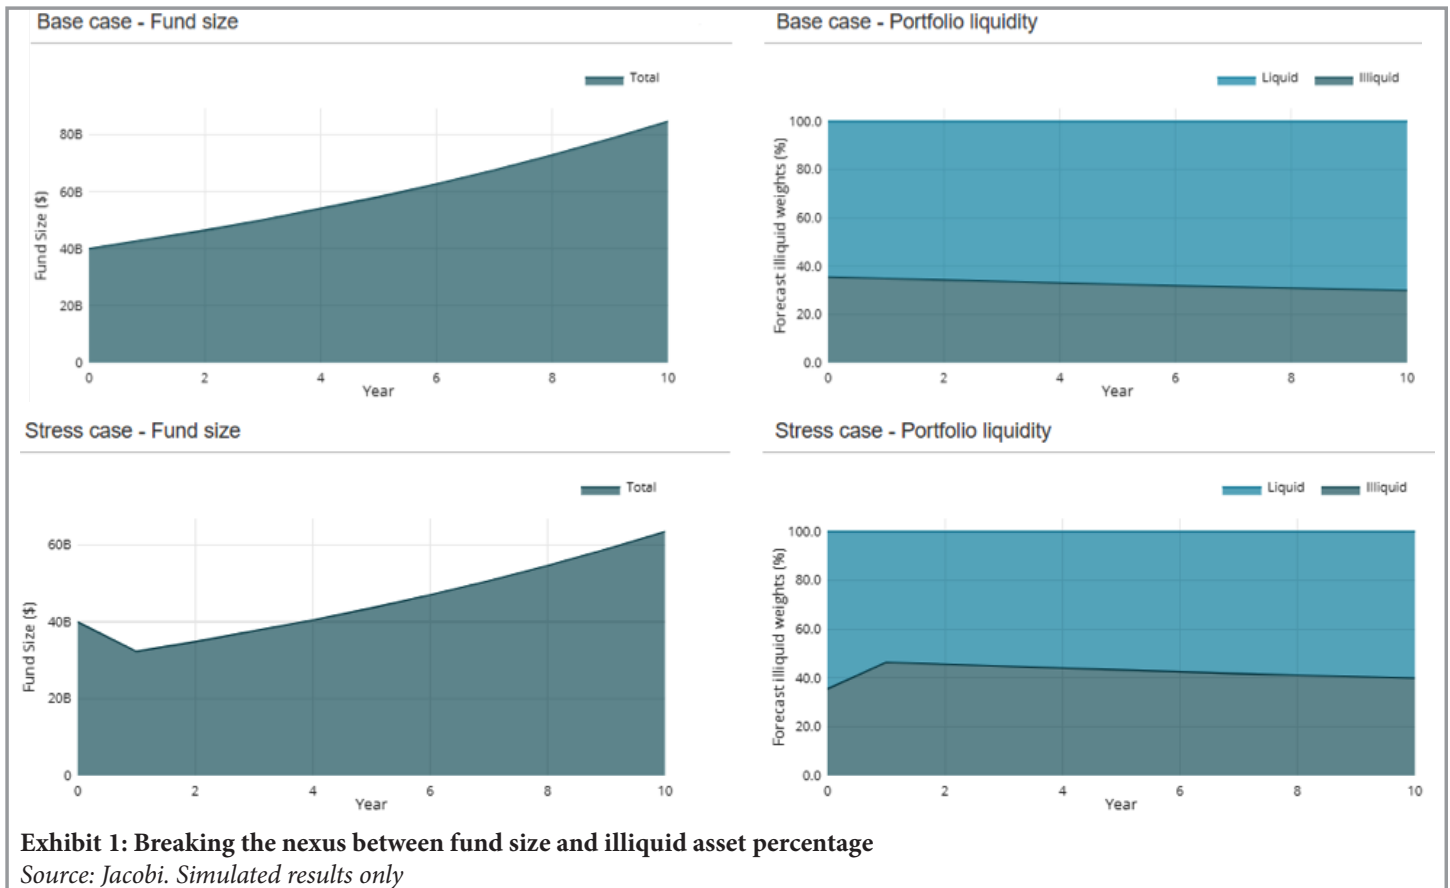 Base case - Fund size
Total
Fund Size ($)
80B
60B
40B
20B
0
0 2 4 6 8 10
Year
Base case - Portfolio liquidity
Liquid Illiquid
Forecast illiquid weights (%)
100.0
80.0
60.0
40.0
20.0
0.0
0 2 4 6 8 10
Year
Stress case - Fund size
Total
Fund Size ($)
60B
40B
20B
0
0 2 4 6 8 10
Year
Stress case - Portfolio liquidity
Liquid Illiquid
Forecast illiquid weights (%)
100.0
80.0
60.0
40.0
20.0
0.0
0 2 4 6 8 10
Year
Exhibit 1: Breaking the nexus between fund size and illiquid asset percentage
Source: Jacobi. Simulated results only